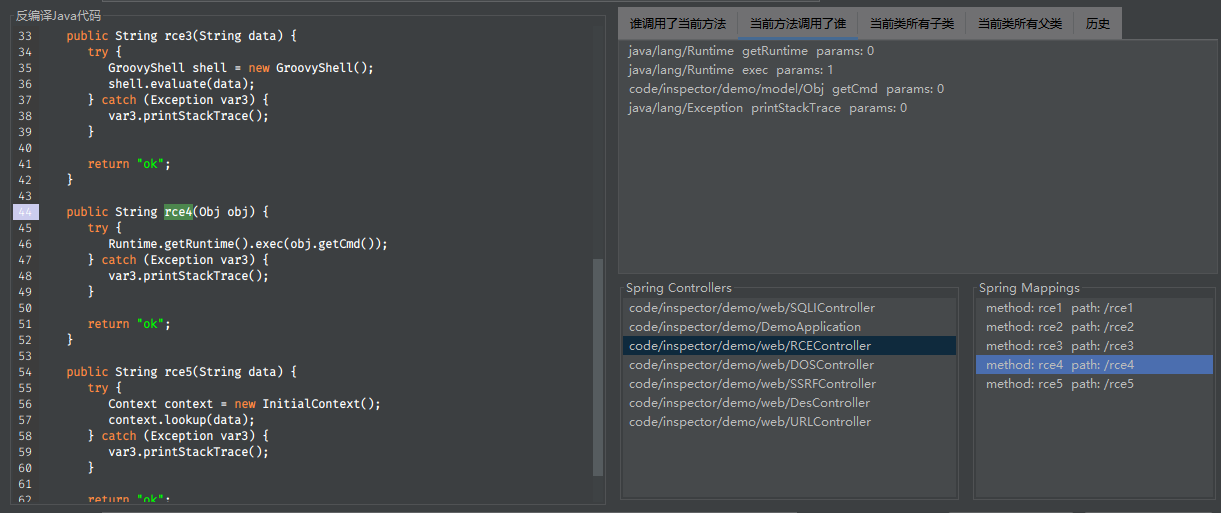 反编译Java代码
33 public String rce3(String data) {
34 try {
35 GroovyShell shell = new GroovyShell();
36 shell.evaluate(data);
37 } catch (Exception var3) {
38 var3.printStackTrace();
39 }
40
41 return "ok";
42 }
43
44 public String rce4(Obj obj) {
45 try {
46 Runtime.getRuntime().exec(obj.getCmd());
47 } catch (Exception var3) {
48 var3.printStackTrace();
49 }
50
51 return "ok";
52 }
53
54 public String rce5(String data) {
55 try {
56 Context context = new InitialContext();
57 context.lookup(data);
58 } catch (Exception var3) {
59 var3.printStackTrace();
60 }
61
62 return "ok";
谁调用了当前方法 当前方法调用了谁 当前类所有子类 当前类所有父类 历史
java/lang/Runtime getRuntime params: 0
java/lang/Runtime exec params: 1
code/inspector/demo/model/Obj getCmd params: 0
java/lang/Exception printStackTrace params: 0
Spring Controllers
code/inspector/demo/web/SQLIController
code/inspector/demo/DemoApplication
code/inspector/demo/web/RCEController
code/inspector/demo/web/DOSController
code/inspector/demo/web/SSRFController
code/inspector/demo/web/DesController
code/inspector/demo/web/URLController
Spring Mappings
method: rce1 path: /rce1
method: rce2 path: /rce2
method: rce3 path: /rce3
method: rce4 path: /rce4
method: rce5 path: /rce5